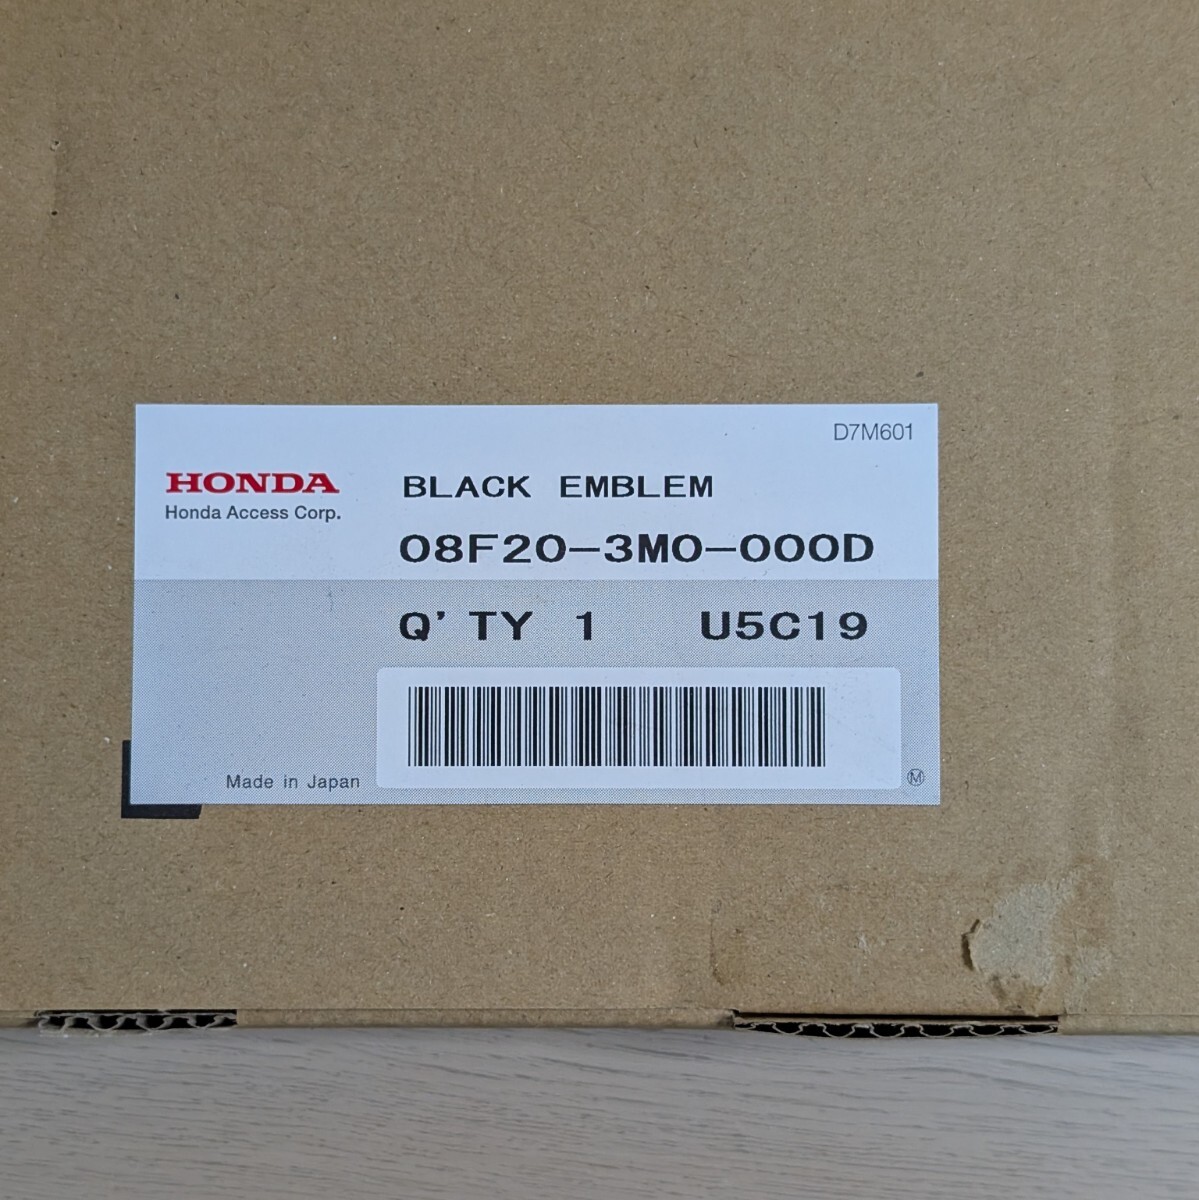 D7M601
HONDA
Honda Access Corp.
BLACK EMBLEM
08F20-3M0-000D
Q'TY 1 U5C19
Made in Japan
Ⓜ